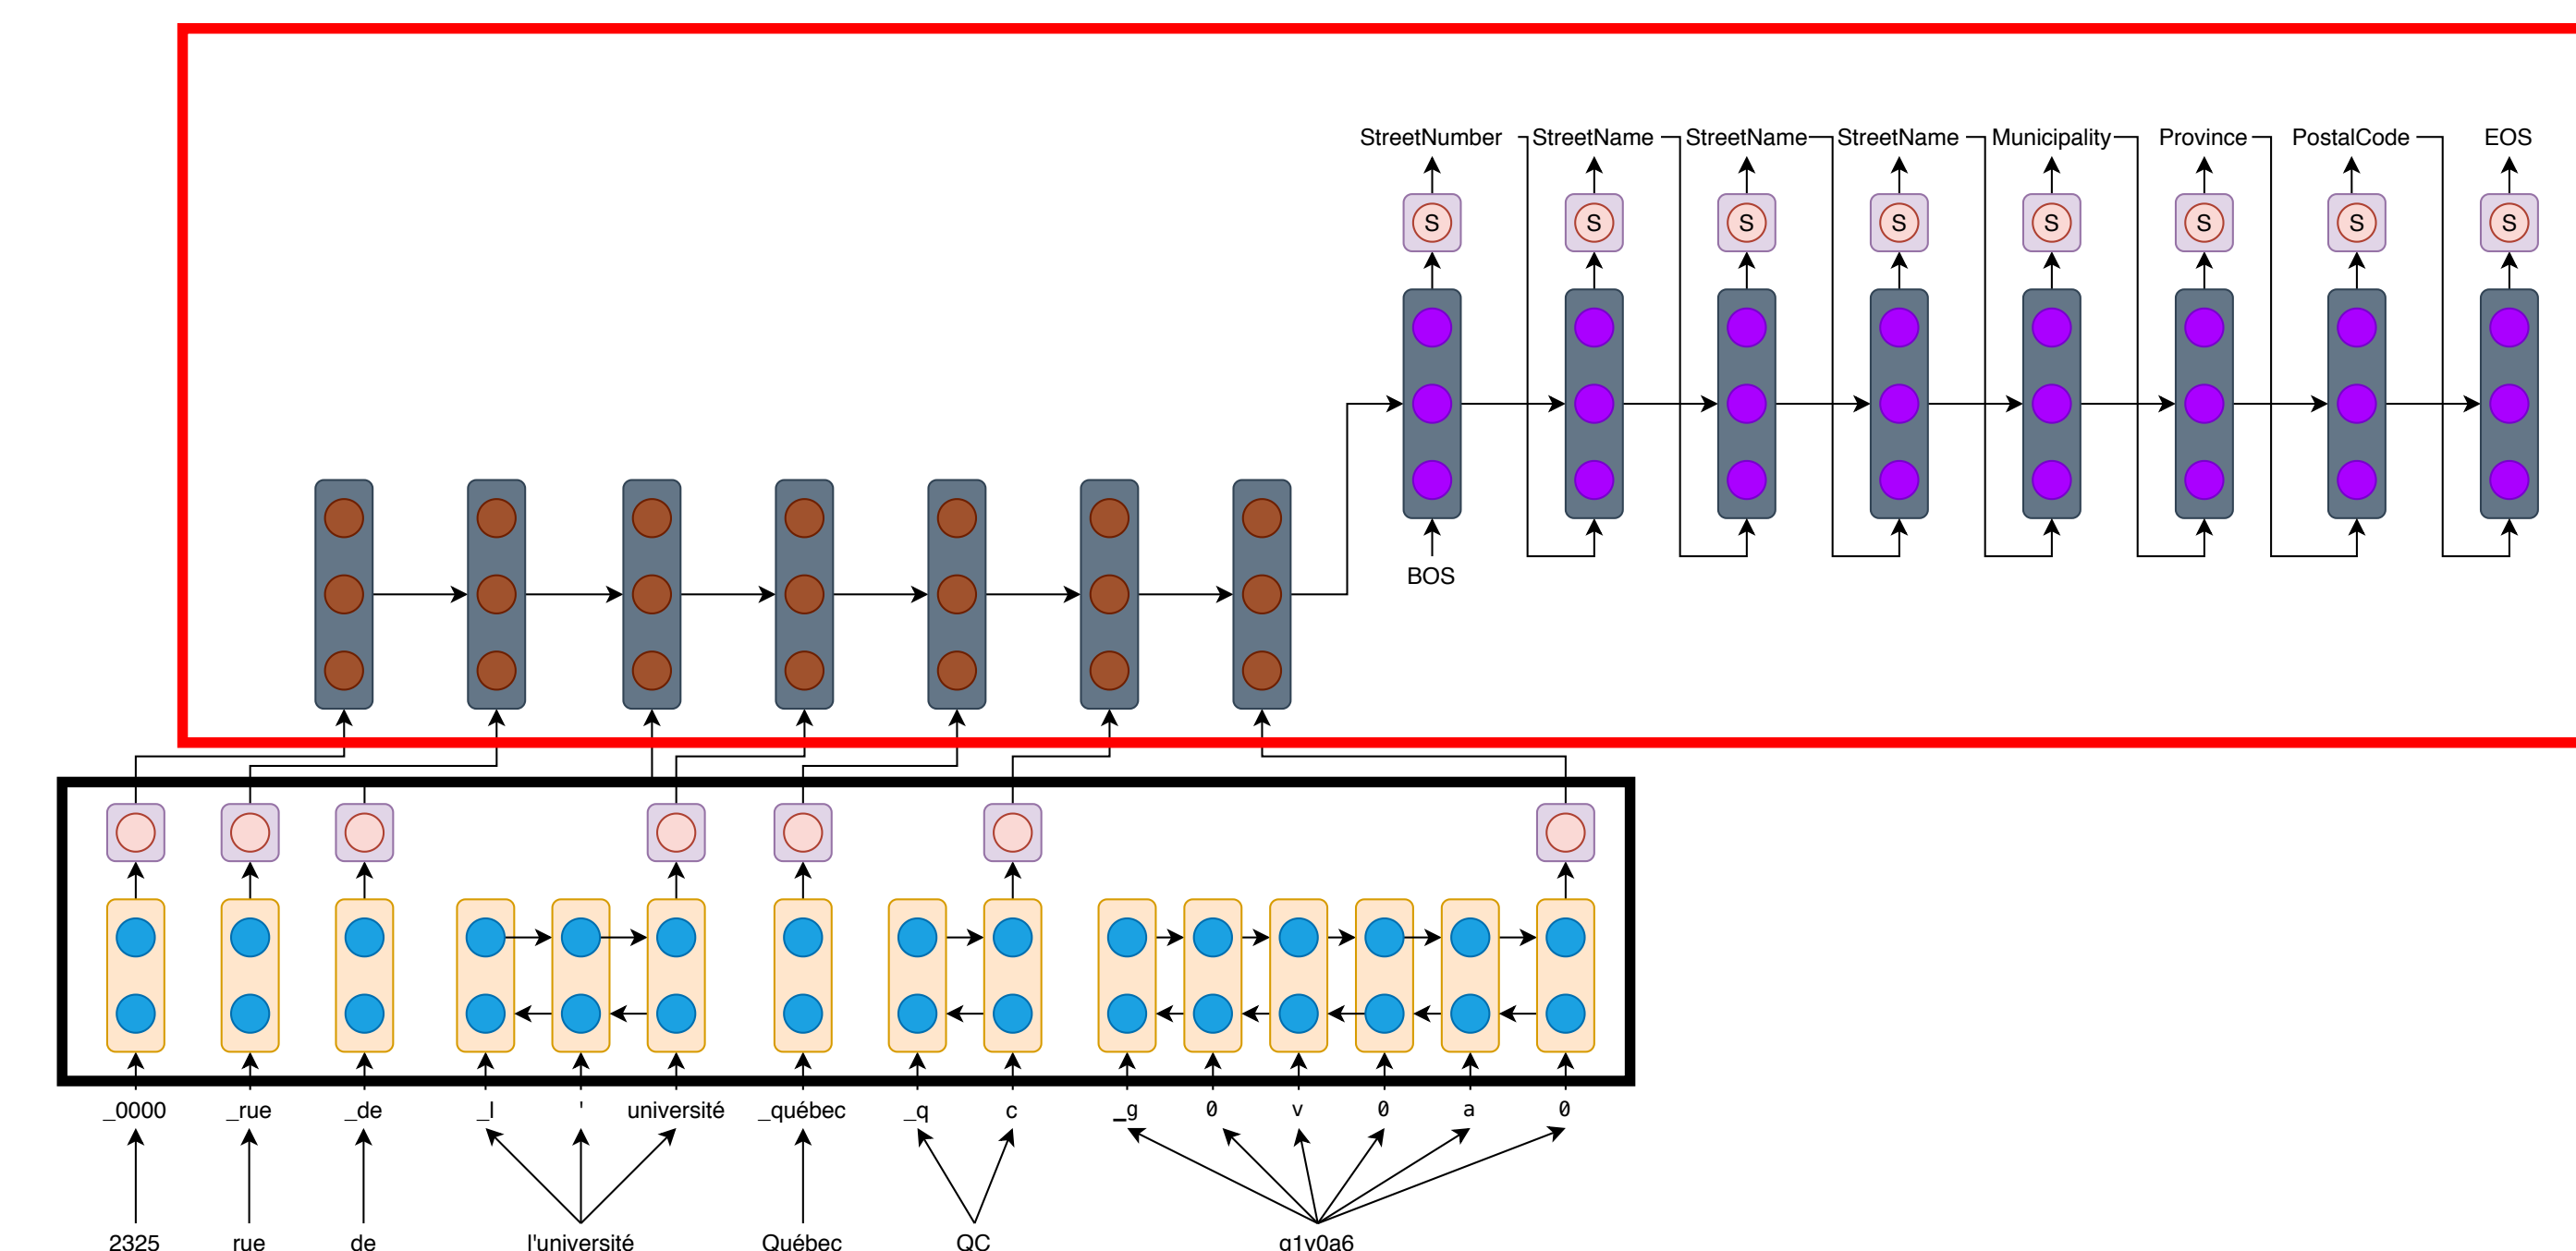 StreetNumber StreetName StreetName StreetName Municipality Province PostalCode EOS
S S S S S S S S
BOS
_0000 _rue _de _l ' université _québec _q c _g 0 v 0 a 0
2325 rue de l'université Québec QC g1v0a6